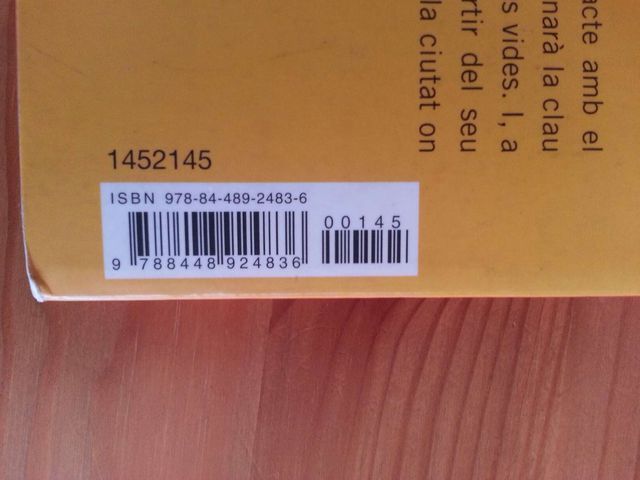 acte amb el
narà la clau
s vides. I, a
rtir del seu
la ciutat on
1452145
ISBN 978-84-489-2483-6
00145
9 788448 924836